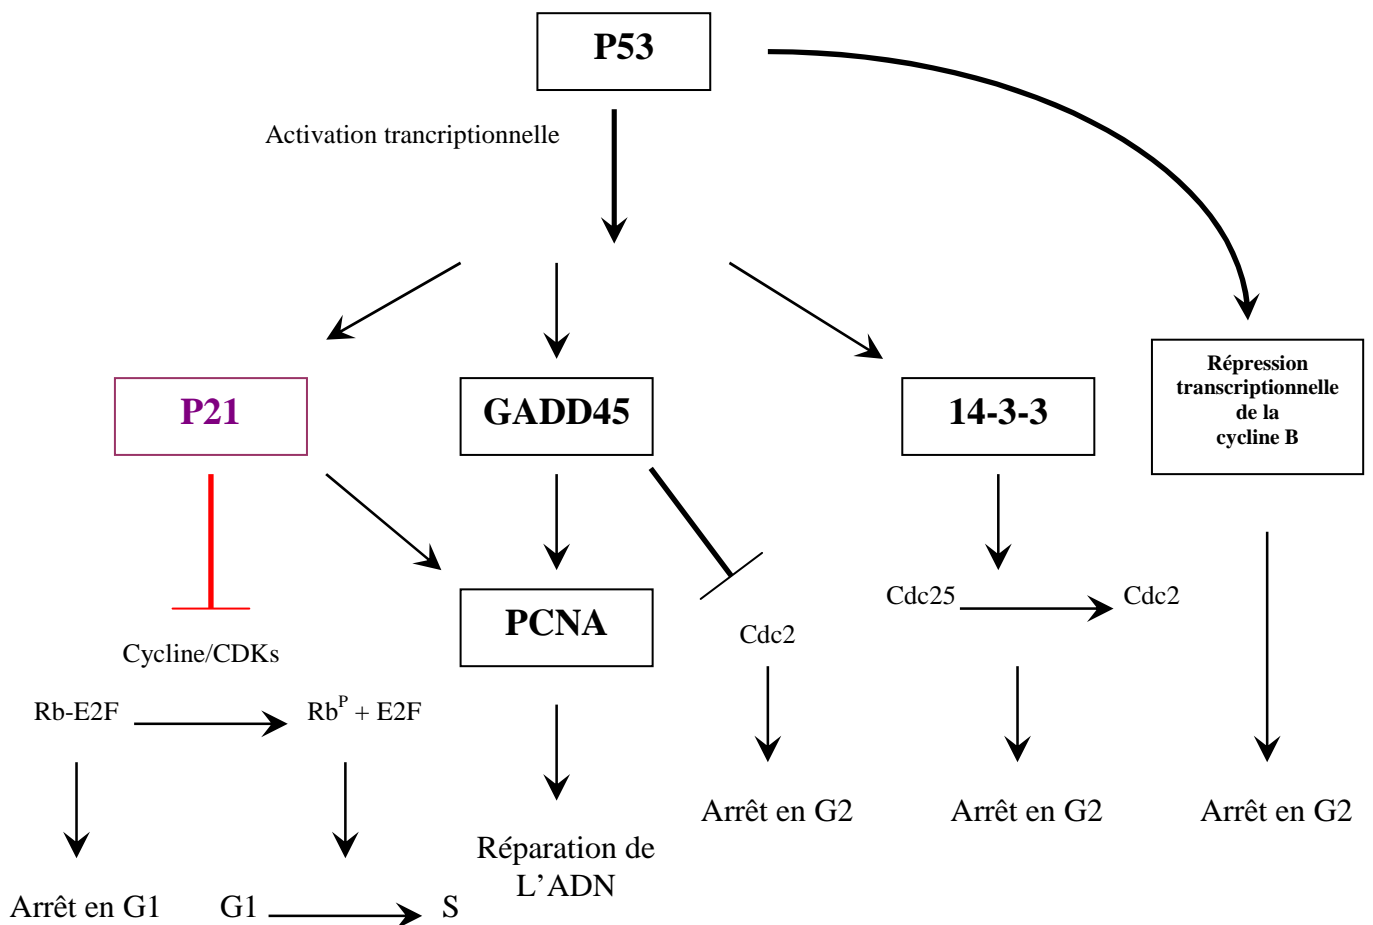 P53
Activation trancriptionnelle
P21
GADD45
14-3-3
Répression
transcriptionnelle
de la
cycline B
PCNA
Cdc25
Cdc2
Cdc2
Cycline/CDKs
Rb-E2F
Rb^P + E2F
Arrêt en G2
Arrêt en G2
Arrêt en G2
Réparation de
L’ADN
Arrêt en G1
G1
S